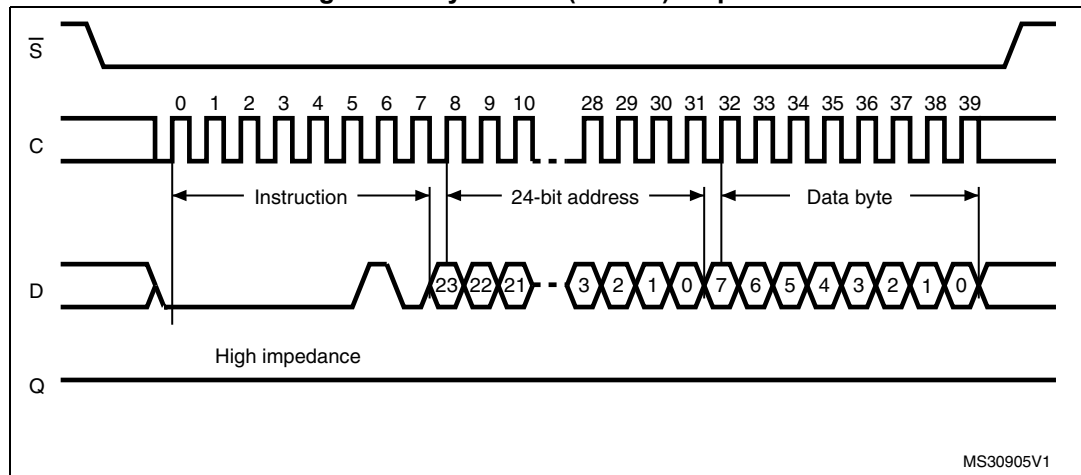 S
0 1 2 3 4 5 6 7 8 9 10 28 29 30 31 32 33 34 35 36 37 38 39
C
Instruction 24-bit address Data byte
D 23 22 21 3 2 1 0 7 6 5 4 3 2 1 0
High impedance
Q
MS30905V1